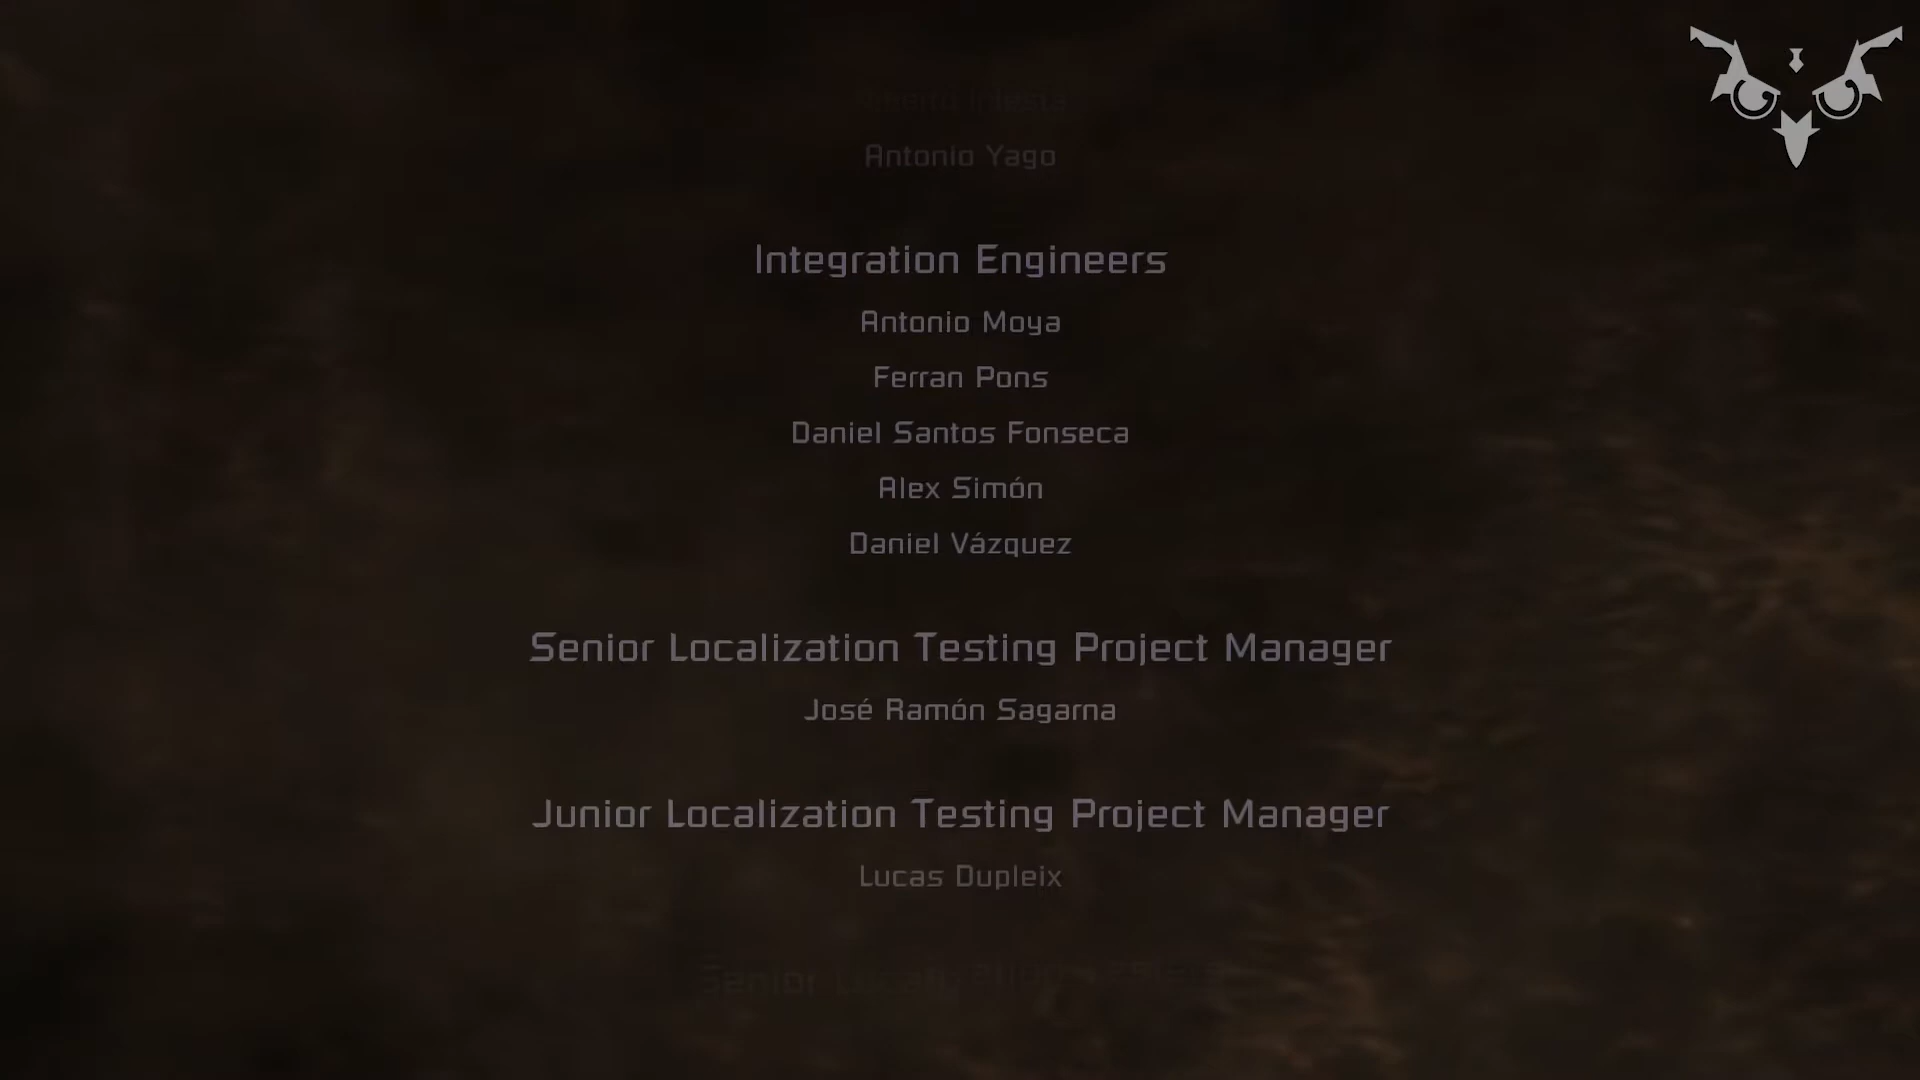 Antonio Yago
Integration Engineers
Antonio Moya
Ferran Pons
Daniel Santos Fonseca
Alex Simón
Daniel Vázquez
Senior Localization Testing Project Manager
José Ramón Sagarna
Junior Localization Testing Project Manager
Lucas Dupleix
Senior